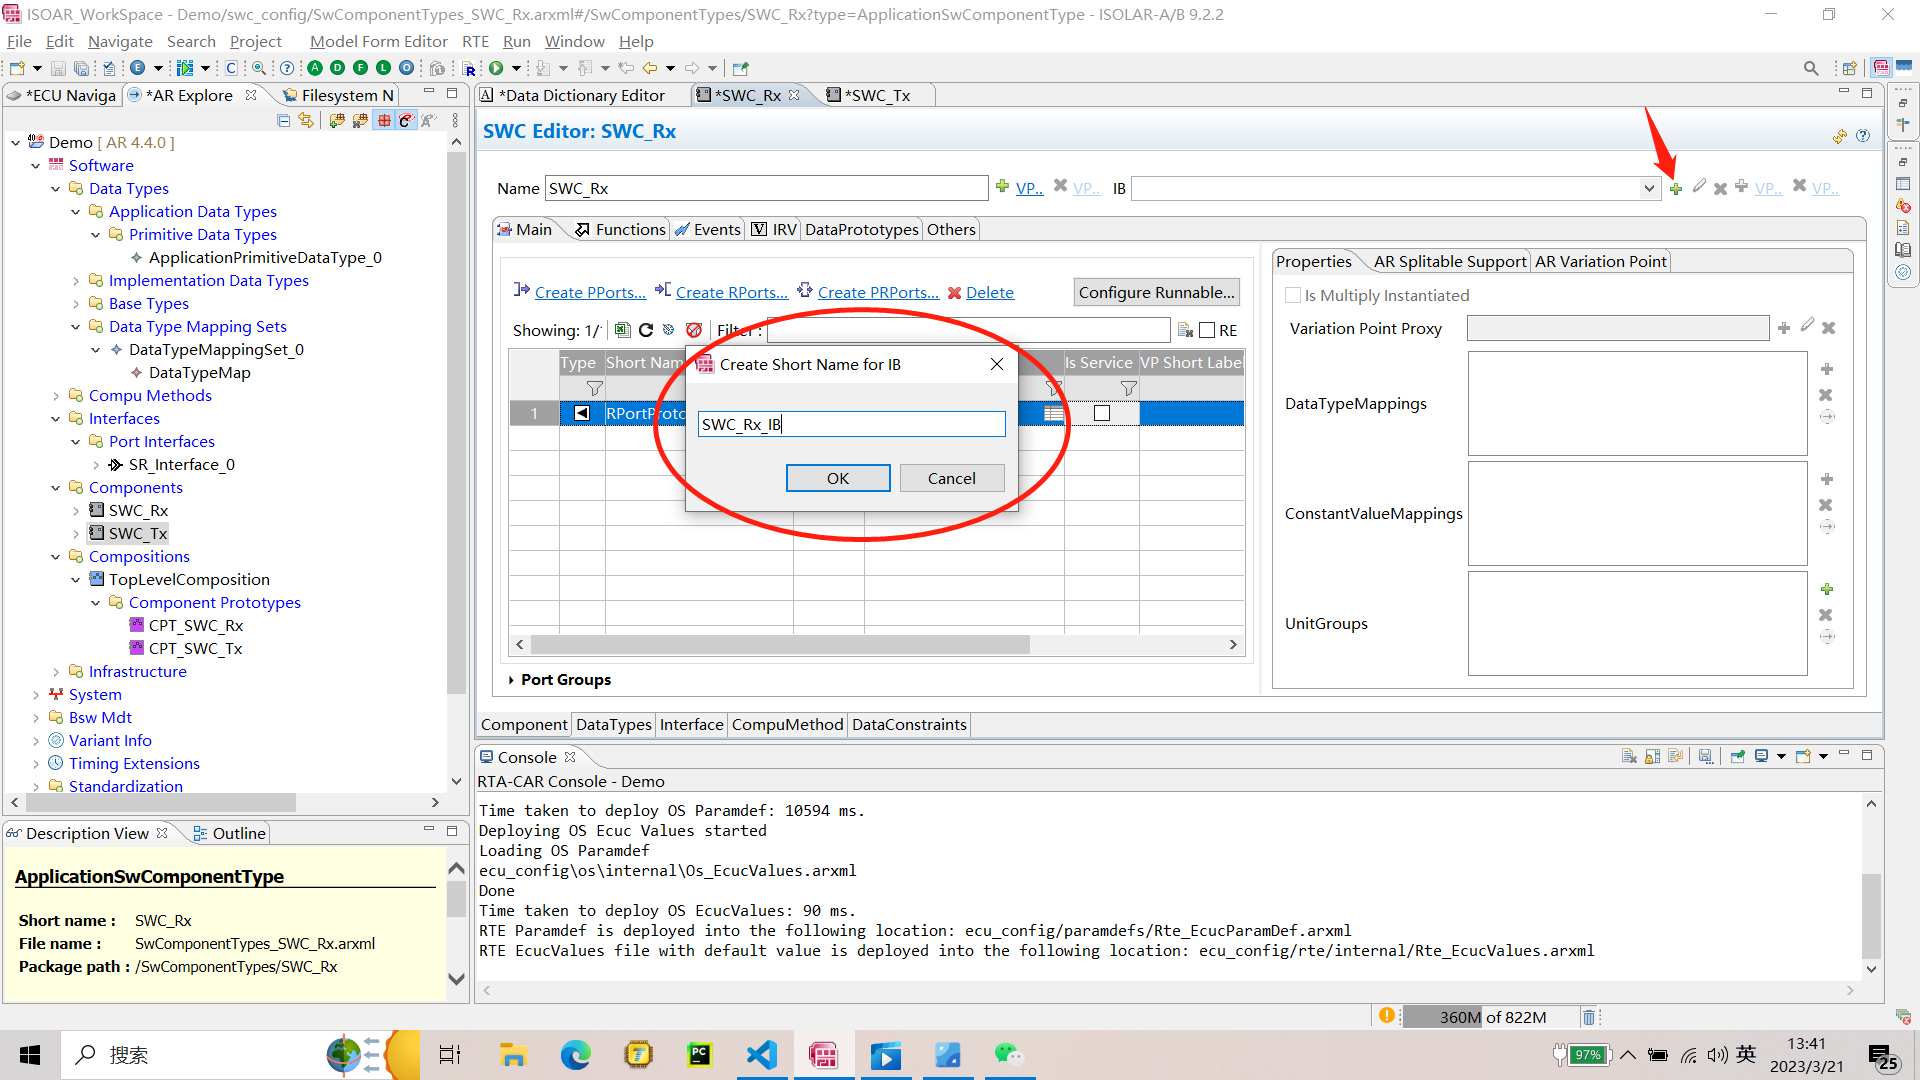 ISOAR_WorkSpace - Demo/swc_config/SwComponentTypes_SWC_Rx.arxml#/SwComponentTypes/SWC_Rx?type=ApplicationSwComponentType - ISOLAR-A/B 9.2.2
File Edit Navigate Search Project Model Form Editor RTE Run Window Help
*ECU Naviga *AR Explore Filesystem N
Demo [ AR 4.4.0 ]
Software
Data Types
Application Data Types
Primitive Data Types
ApplicationPrimitiveDataType_0
Implementation Data Types
Base Types
Data Type Mapping Sets
DataTypeMappingSet_0
DataTypeMap
Compu Methods
Interfaces
Port Interfaces
SR_Interface_0
Components
SWC_Rx
SWC_Tx
Compositions
TopLevelComposition
Component Prototypes
CPT_SWC_Rx
CPT_SWC_Tx
Infrastructure
System
Bsw Mdt
Variant Info
Timing Extensions
Standardization
Description View Outline
ApplicationSwComponentType
Short name : SWC_Rx
File name : SwComponentTypes_SWC_Rx.arxml
Package path : /SwComponentTypes/SWC_Rx
*Data Dictionary Editor *SWC_Rx *SWC_Tx
SWC Editor: SWC_Rx
Name SWC_Rx VP.. VP.. IB VP.. VP..
Main Functions Events IRV DataPrototypes Others
Create PPorts... Create RPorts... Create PRPorts... Delete Configure Runnable...
Showing: 1/ Filter : RE
Type Short Nam Is Service VP Short Label
1 RPortProto
Create Short Name for IB
SWC_Rx_IB
OK Cancel
Port Groups
Properties AR Splitable Support AR Variation Point
Is Multiply Instantiated
Variation Point Proxy
DataTypeMappings
ConstantValueMappings
UnitGroups
Component DataTypes Interface CompuMethod DataConstraints
Console
RTA-CAR Console - Demo
Time taken to deploy OS Paramdef: 10594 ms.
Deploying OS Ecuc Values started
Loading OS Paramdef
ecu_config\os\internal\Os_EcucValues.arxml
Done
Time taken to deploy OS EcucValues: 90 ms.
RTE Paramdef is deployed into the following location: ecu_config/paramdefs/Rte_EcucParamDef.arxml
RTE EcucValues file with default value is deployed into the following location: ecu_config/rte/internal/Rte_EcucValues.arxml
360M of 822M
搜索
97%
英
13:41
2023/3/21
25